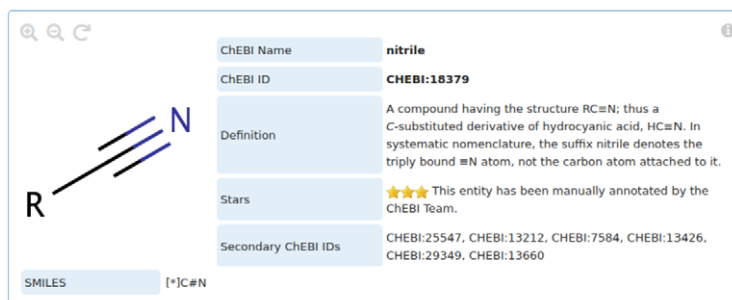 ChEBI Name
nitrile
ChEBI ID
CHEBI:18379
Definition
A compound having the structure RC≡N; thus a
C-substituted derivative of hydrocyanic acid, HC≡N. In
systematic nomenclature, the suffix nitrile denotes the
triply bound ≡N atom, not the carbon atom attached to it.
Stars
This entity has been manually annotated by the
ChEBI Team.
Secondary ChEBI IDs
CHEBI:25547, CHEBI:13212, CHEBI:7584, CHEBI:13426,
CHEBI:29349, CHEBI:13660
N
R
SMILES
[*]C#N